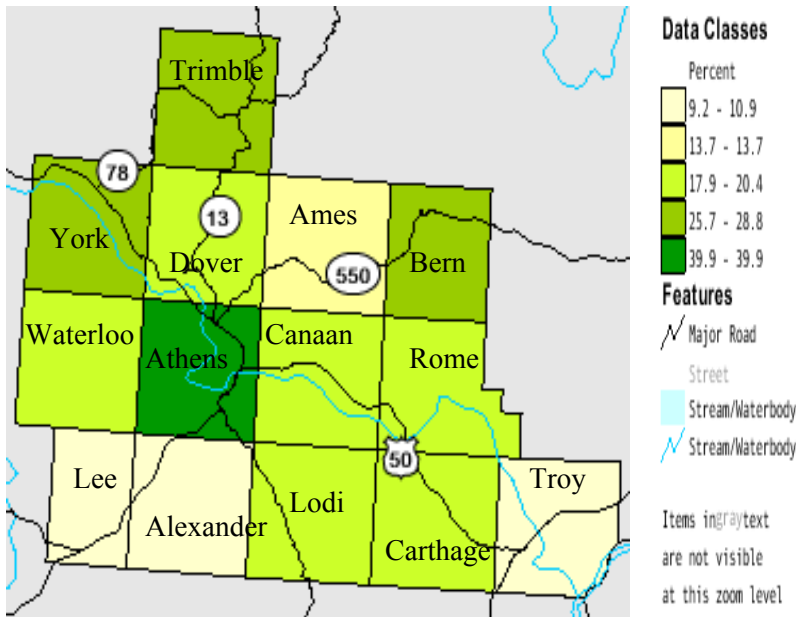 Trimble
78
13
Ames
York
Dover
550
Bern
Waterloo
Athens
Canaan
Rome
50
Lee
Troy
Alexander
Lodi
Carthage
Data Classes
Percent
9.2 - 10.9
13.7 - 13.7
17.9 - 20.4
25.7 - 28.8
39.9 - 39.9
Features
Major Road
Street
Stream/Waterbody
Stream/Waterbody
Items in gray text
are not visible
at this zoom level